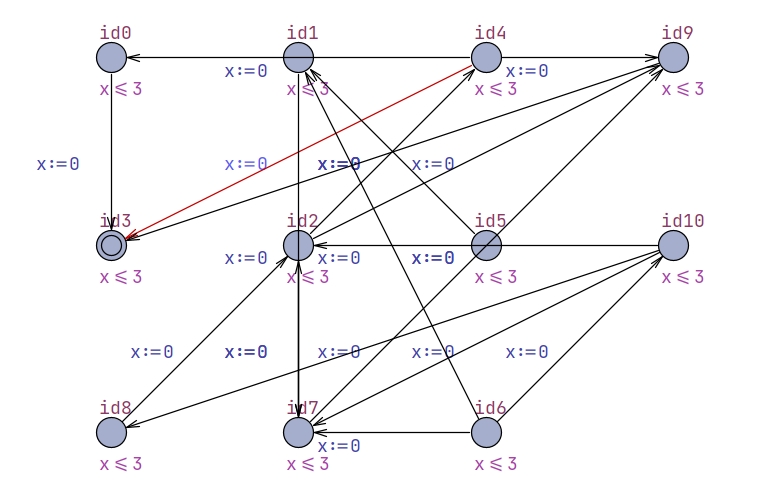 id0 id1 id4 id9
x:=0 x:=0
x<=3 x<=3 x<=3 x<=3
x:=0 x:=0 x:=0 x:=0
id3 id2 id5 id10
x:=0 x:=0 x:=0
x<=3 x<=3 x<=3 x<=3
x:=0 x:=0 x:=0 x:=0 x:=0
id8 id7 id6
x:=0
x<=3 x<=3 x<=3